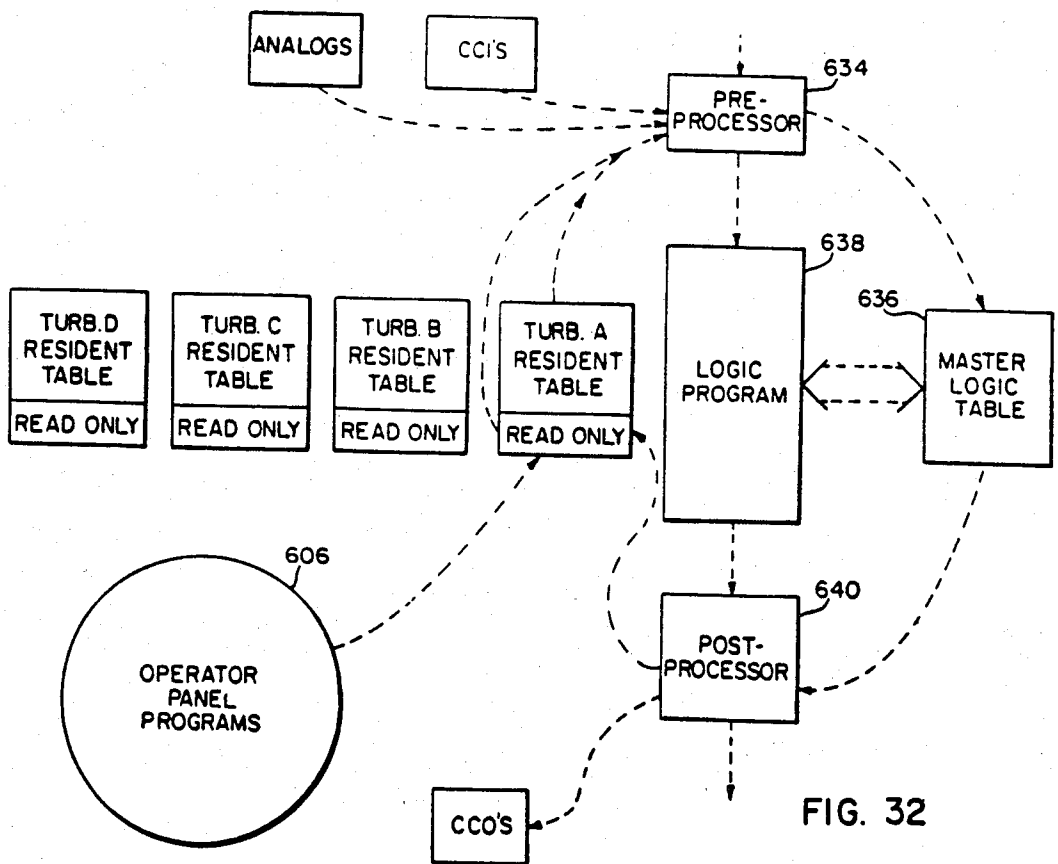 ANALOGS
CCI'S
634
PRE-
PROCESSOR
638
LOGIC
PROGRAM
636
MASTER
LOGIC
TABLE
TURB. D
RESIDENT
TABLE
READ ONLY
TURB. C
RESIDENT
TABLE
READ ONLY
TURB. B
RESIDENT
TABLE
READ ONLY
TURB. A
RESIDENT
TABLE
READ ONLY
606
OPERATOR
PANEL
PROGRAMS
640
POST-
PROCESSOR
CCO'S
FIG. 32